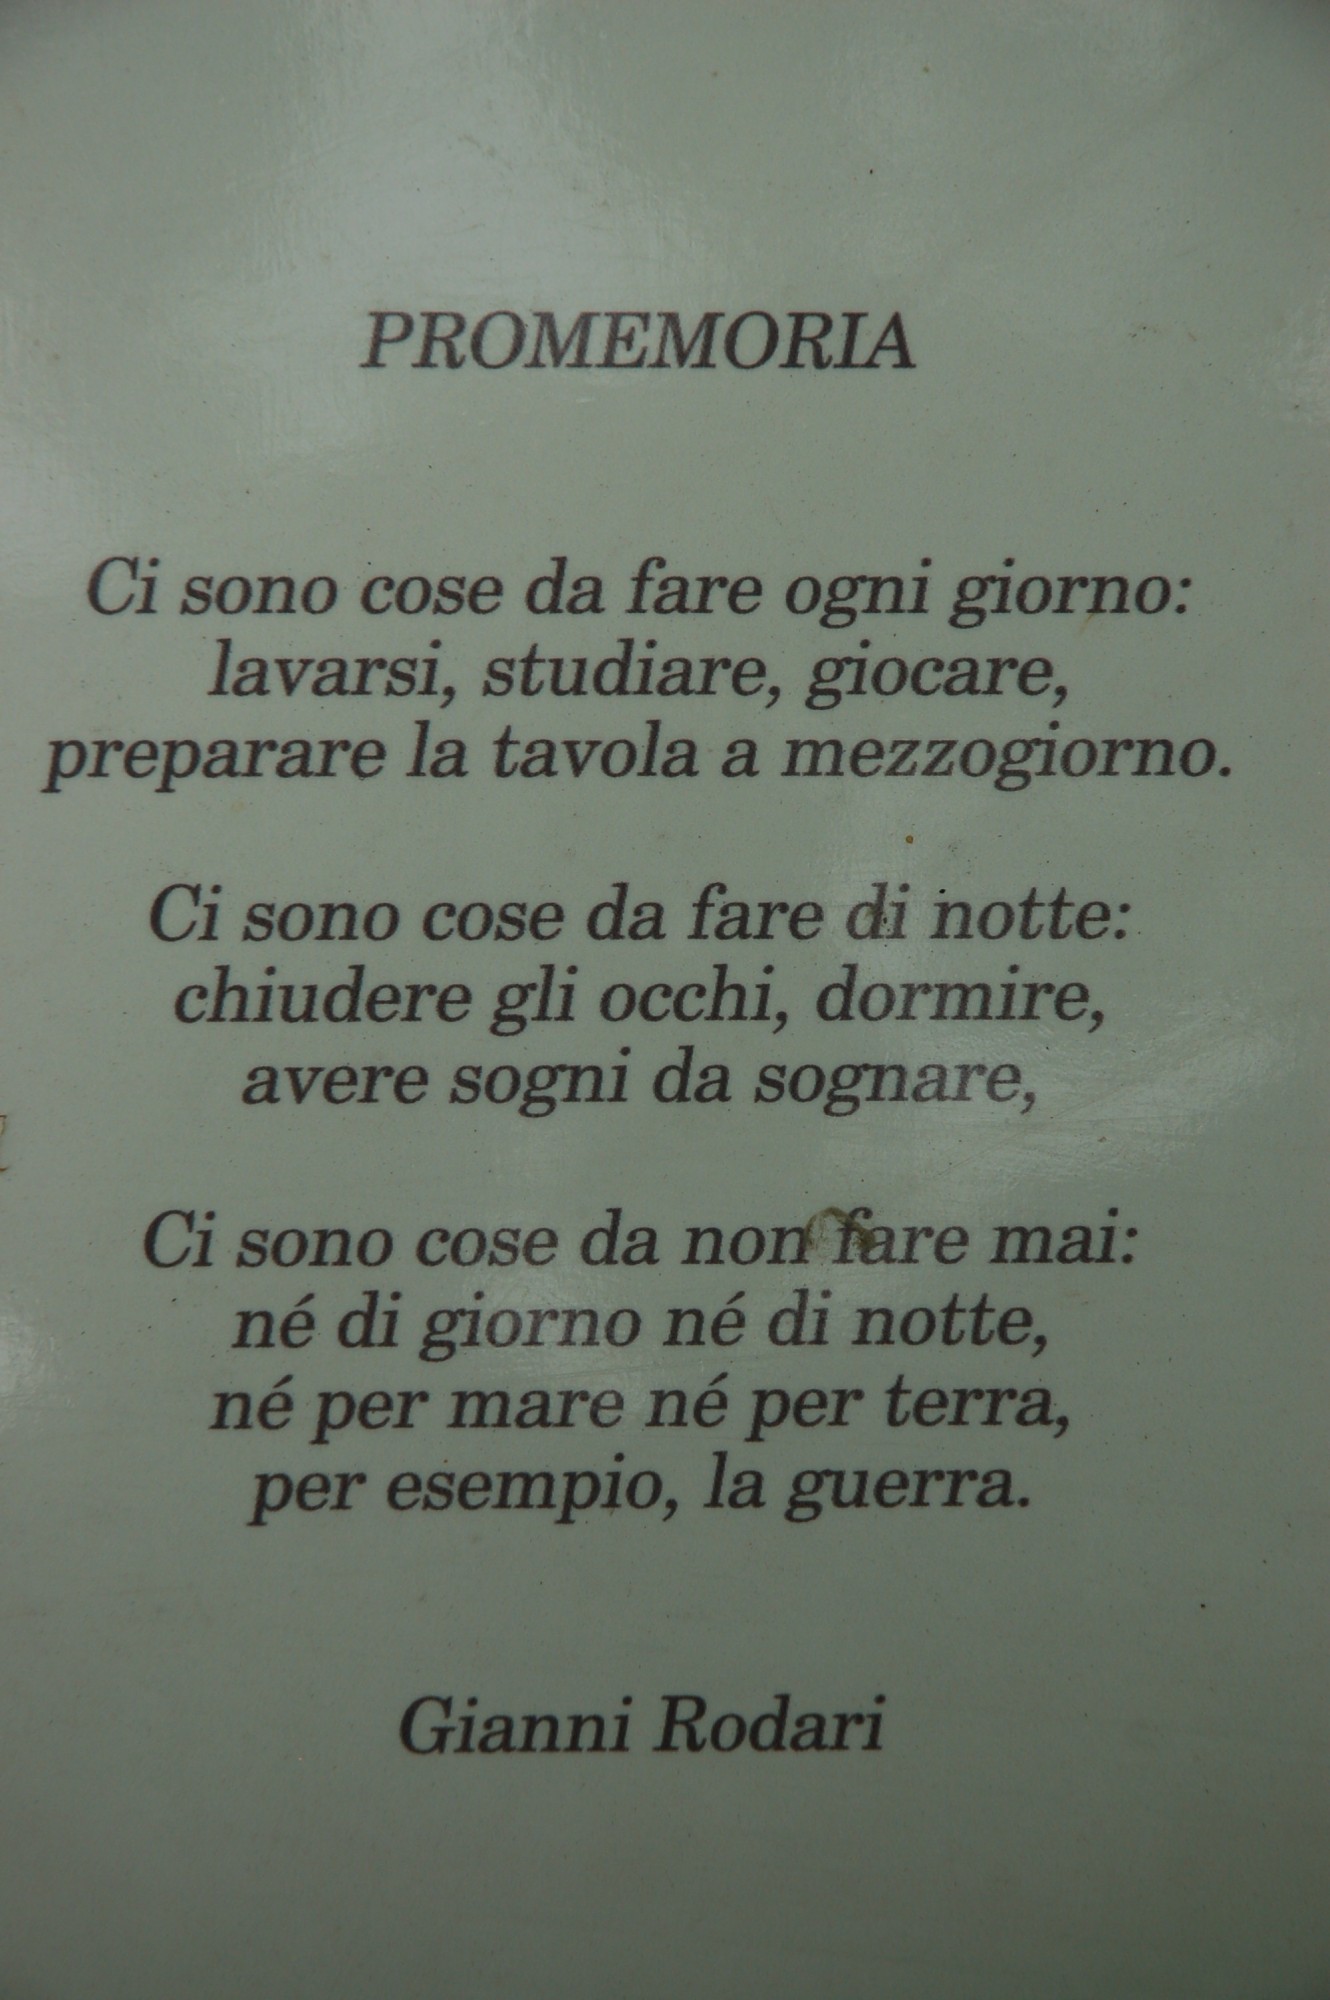 PROMEMORIA
Ci sono cose da fare ogni giorno:
lavarsi, studiare, giocare,
preparare la tavola a mezzogiorno.
Ci sono cose da fare di notte:
chiudere gli occhi, dormire,
avere sogni da sognare,
Ci sono cose da non fare mai:
né di giorno né di notte,
né per mare né per terra,
per esempio, la guerra.
Gianni Rodari